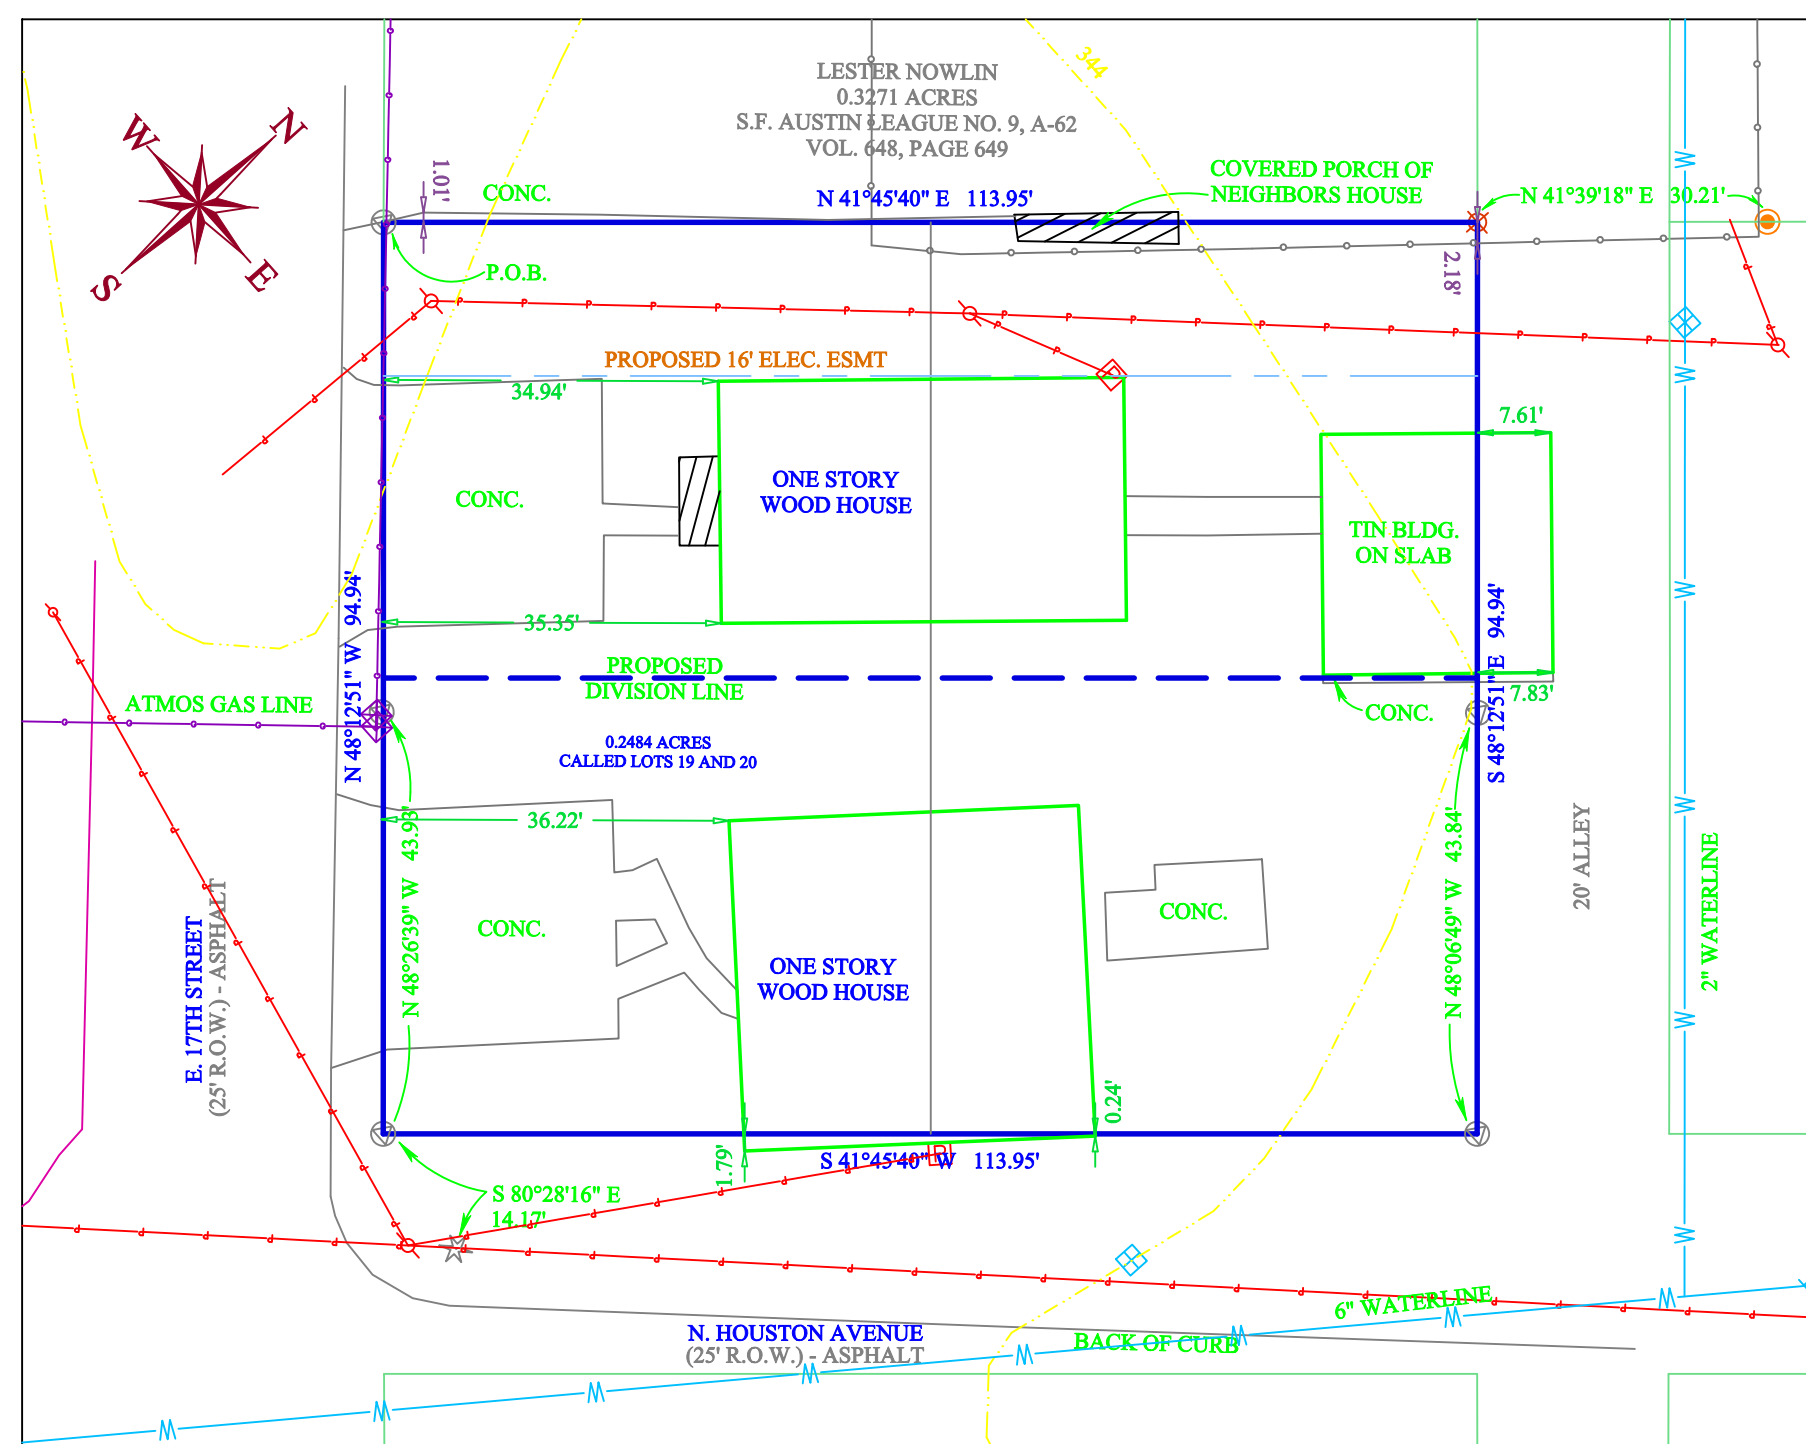 344
LESTER NOWLIN
0.3271 ACRES
S.F. AUSTIN LEAGUE NO. 9, A-62
VOL. 648, PAGE 649
W
N
S
E
1.01'
CONC.
N 41°45'40" E 113.95'
COVERED PORCH OF
NEIGHBORS HOUSE
N 41°39'18" E 30.21'
P.O.B.
2.18'
PROPOSED 16' ELEC. ESMT
34.94'
7.61'
ONE STORY
WOOD HOUSE
CONC.
TIN BLDG.
ON SLAB
35.35'
N 48°12'51" W 94.94'
S 48°12'51" E 94.94'
PROPOSED
DIVISION LINE
7.83'
CONC.
ATMOS GAS LINE
0.2484 ACRES
CALLED LOTS 19 AND 20
36.22'
N 48°26'39" W 43.93'
N 48°06'49" W 43.84'
20' ALLEY
2" WATERLINE
CONC.
CONC.
ONE STORY
WOOD HOUSE
E. 17TH STREET
(25' R.O.W.) - ASPHALT
0.24'
1.79'
S 41°45'40" W 113.95'
S 80°28'16" E
14.17'
6" WATERLINE
N. HOUSTON AVENUE
(25' R.O.W.) - ASPHALT
BACK OF CURB